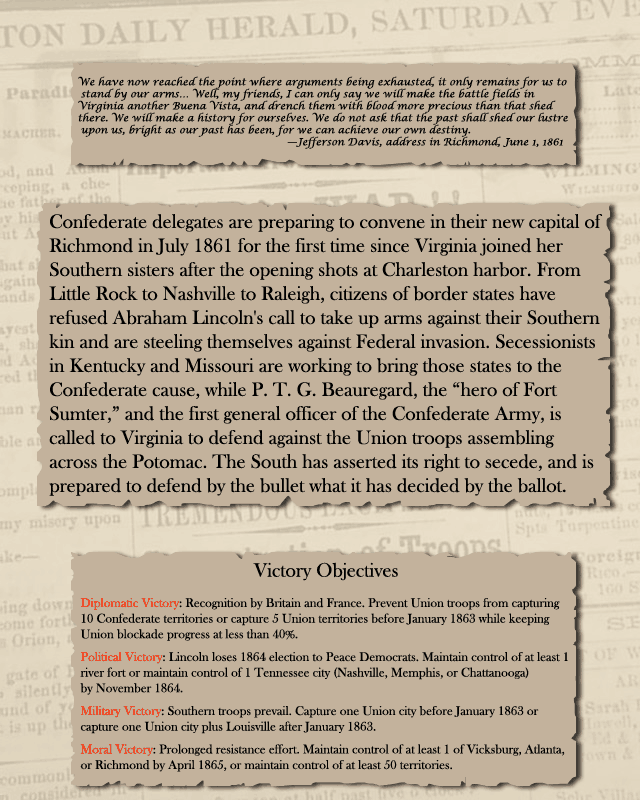 TON DAILY HERALD, SATURDAY EVE
We have now reached the point where arguments being exhausted, it only remains for us to
stand by our arms... Well, my friends, I can only say we will make the battle fields in
Virginia another Buena Vista, and drench them with blood more precious than that shed
there. We will make a history for ourselves. We do not ask that the past shall shed our lustre
upon us, bright as our past has been, for we can achieve our own destiny.
—Jefferson Davis, address in Richmond, June 1, 1861
Confederate delegates are preparing to convene in their new capital of
Richmond in July 1861 for the first time since Virginia joined her
Southern sisters after the opening shots at Charleston harbor. From
Little Rock to Nashville to Raleigh, citizens of border states have
refused Abraham Lincoln's call to take up arms against their Southern
kin and are steeling themselves against Federal invasion. Secessionists
in Kentucky and Missouri are working to bring those states to the
Confederate cause, while P. T. G. Beauregard, the “hero of Fort
Sumter,” and the first general officer of the Confederate Army, is
called to Virginia to defend against the Union troops assembling
across the Potomac. The South has asserted its right to secede, and is
prepared to defend by the bullet what it has decided by the ballot.
my misery upon
Spts Turpentine
of Troops
Victory Objectives
Diplomatic Victory: Recognition by Britain and France. Prevent Union troops from capturing
10 Confederate territories or capture 5 Union territories before January 1863 while keeping
Union blockade progress at less than 40%.
Political Victory: Lincoln loses 1864 election to Peace Democrats. Maintain control of at least 1
river fort or maintain control of 1 Tennessee city (Nashville, Memphis, or Chattanooga)
by November 1864.
Military Victory: Southern troops prevail. Capture one Union city before January 1863 or
capture one Union city plus Louisville after January 1863.
Moral Victory: Prolonged resistance effort. Maintain control of at least 1 of Vicksburg, Atlanta,
or Richmond by April 1865, or maintain control of at least 50 territories.